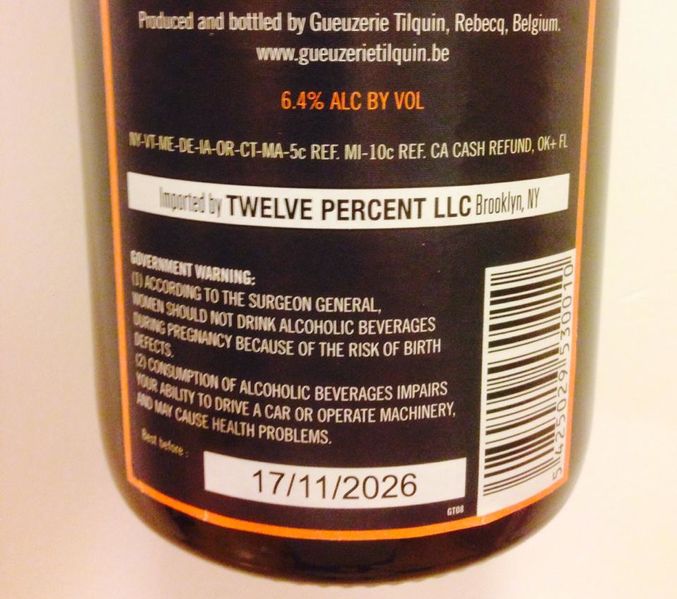 Produced and bottled by Gueuzerie Tilquin, Rebecq, Belgium.
www.gueuzerietilquin.be
6.4% ALC BY VOL
NY-VT-ME-DE-IA-OR-CT-MA-5c REF. MI-10c REF. CA CASH REFUND, OK+ FL
Imported by TWELVE PERCENT LLC Brooklyn, NY
GOVERNMENT WARNING:
(1) ACCORDING TO THE SURGEON GENERAL,
WOMEN SHOULD NOT DRINK ALCOHOLIC BEVERAGES
DURING PREGNANCY BECAUSE OF THE RISK OF BIRTH
DEFECTS.
(2) CONSUMPTION OF ALCOHOLIC BEVERAGES IMPAIRS
YOUR ABILITY TO DRIVE A CAR OR OPERATE MACHINERY,
AND MAY CAUSE HEALTH PROBLEMS.
Best before :
17/11/2026
GT08
5 425029 530010